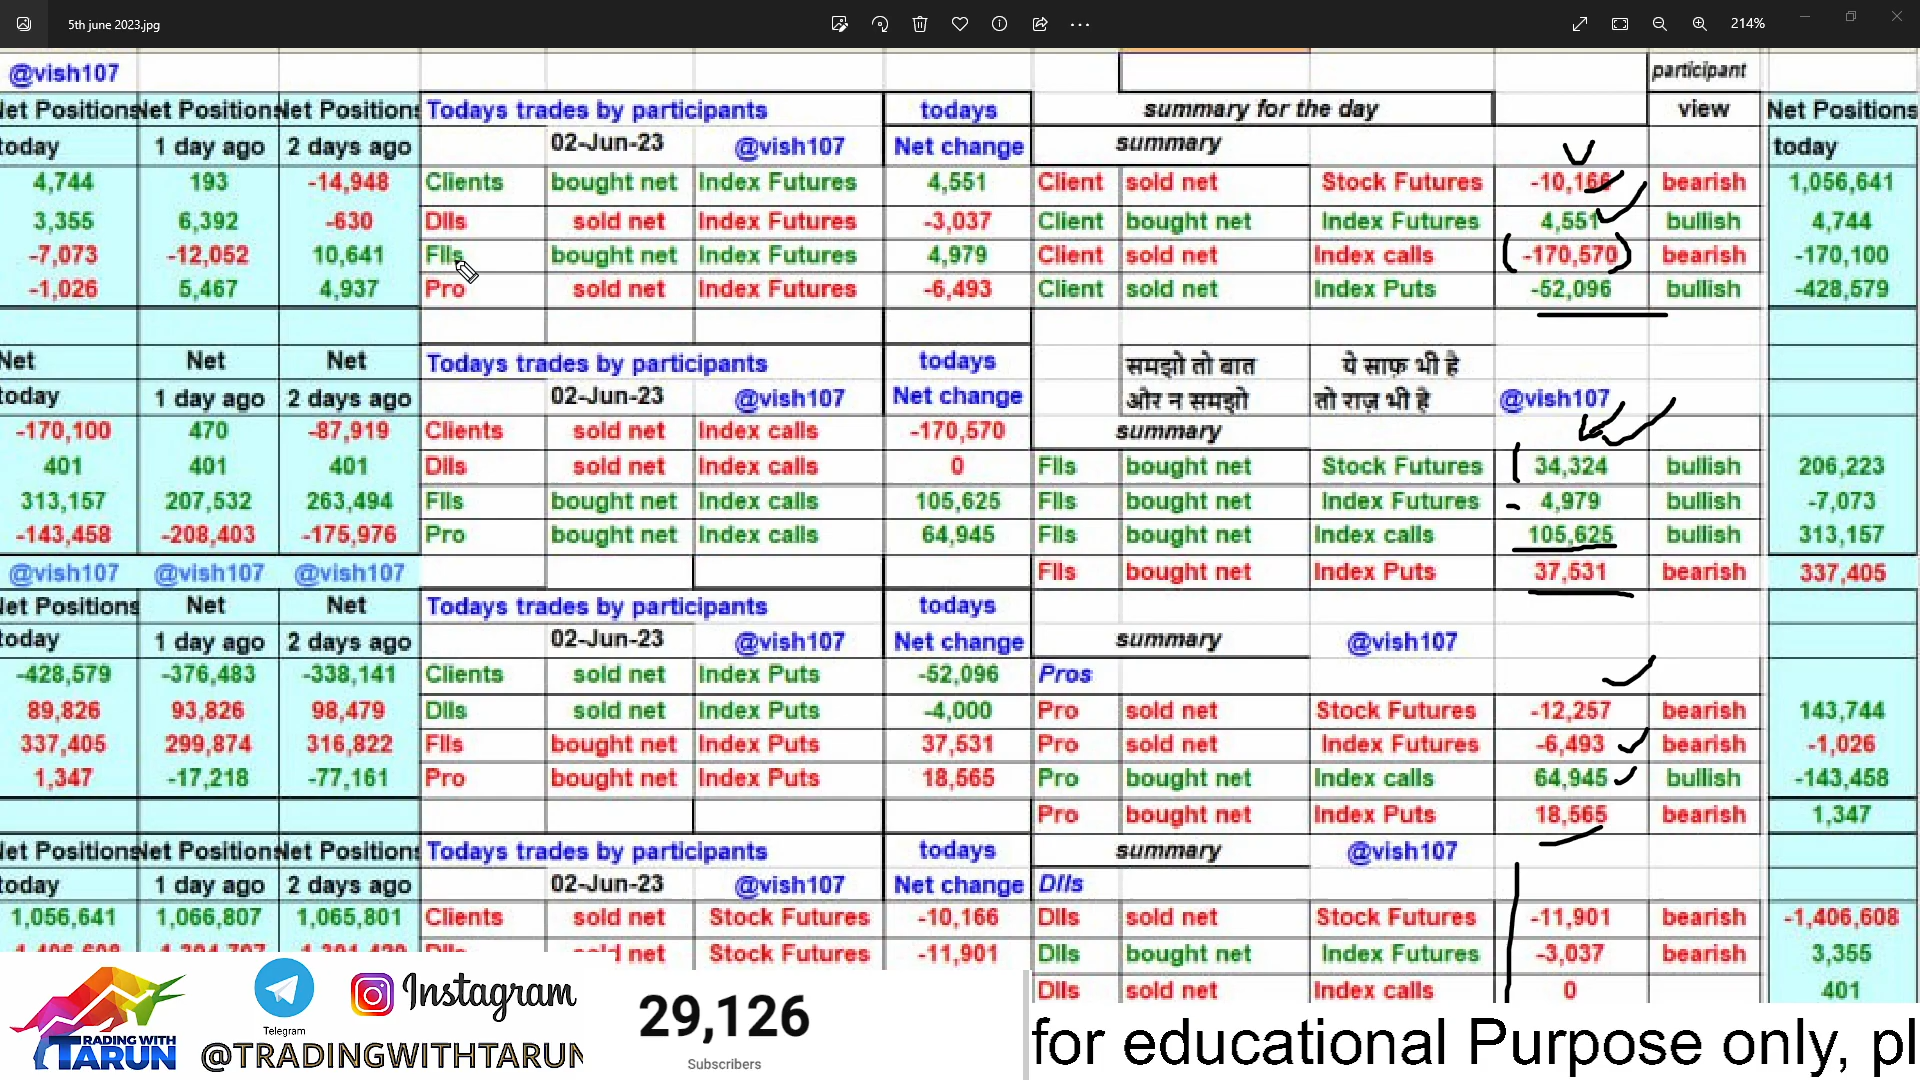 5th june 2023.jpg
214%
@vish107 participant
Net Positions Net Positions Net Positions Todays trades by participants todays summary for the day view Net Positions
today 1 day ago 2 days ago 02-Jun-23 @vish107 Net change summary today
4,744 193 -14,948 Clients bought net Index Futures 4,551 Client sold net Stock Futures -10,166 bearish 1,056,641
3,355 6,392 -630 DIIs sold net Index Futures -3,037 Client bought net Index Futures 4,551 bullish 4,744
-7,073 -12,052 10,641 FIIs bought net Index Futures 4,979 Client sold net Index calls -170,570 bearish -170,100
-1,026 5,467 4,937 Pro sold net Index Futures -6,493 Client sold net Index Puts -52,096 bullish -428,579
Net Net Net Todays trades by participants todays समझो तो बात ये साफ़ भी है
today 1 day ago 2 days ago 02-Jun-23 @vish107 Net change और न समझो तो राज़ भी है @vish107
-170,100 470 -87,919 Clients sold net Index calls -170,570 summary
401 401 401 DIIs sold net Index calls 0 FIIs bought net Stock Futures 34,324 bullish 206,223
313,157 207,532 263,494 FIIs bought net Index calls 105,625 FIIs bought net Index Futures 4,979 bullish -7,073
-143,458 -208,403 -175,976 Pro bought net Index calls 64,945 FIIs bought net Index calls 105,625 bullish 313,157
@vish107 @vish107 @vish107 FIIs bought net Index Puts 37,531 bearish 337,405
Net Positions Net Net Todays trades by participants todays
today 1 day ago 2 days ago 02-Jun-23 @vish107 Net change summary @vish107
-428,579 -376,483 -338,141 Clients sold net Index Puts -52,096 Pros
89,826 93,826 98,479 DIIs sold net Index Puts -4,000 Pro sold net Stock Futures -12,257 bearish 143,744
337,405 299,874 316,822 FIIs bought net Index Puts 37,531 Pro sold net Index Futures -6,493 bearish -1,026
1,347 -17,218 -77,161 Pro bought net Index Puts 18,565 Pro bought net Index calls 64,945 bullish -143,458
Pro bought net Index Puts 18,565 bearish 1,347
Net Positions Net Positions Net Positions Todays trades by participants todays summary @vish107
today 1 day ago 2 days ago 02-Jun-23 @vish107 Net change DIIs
1,056,641 1,066,807 1,065,801 Clients sold net Stock Futures -10,166 DIIs sold net Stock Futures -11,901 bearish -1,406,608
sold net Stock Futures -11,901 DIIs bought net Index Futures -3,037 bearish 3,355
DIIs sold net Index calls 0 401
TRADING WITH TARUN
Telegram
Instagram
@TRADINGWITHTARUN
29,126
Subscribers
for educational Purpose only, pl